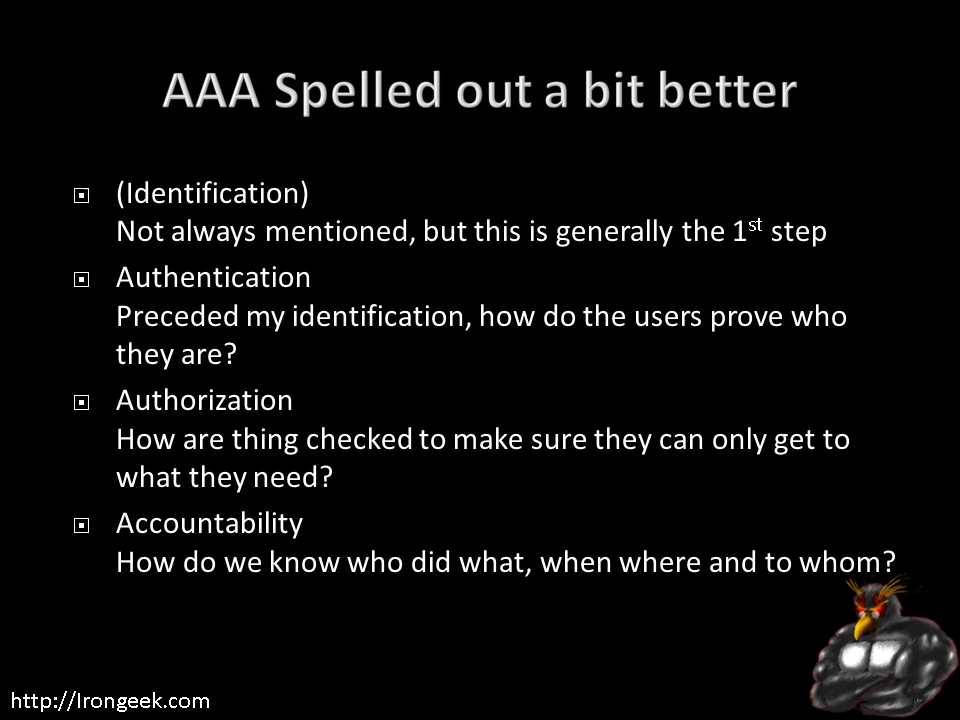 AAA Spelled out a bit better
(Identification)
Not always mentioned, but this is generally the 1st step
Authentication
Preceded my identification, how do the users prove who
they are?
Authorization
How are thing checked to make sure they can only get to
what they need?
Accountability
How do we know who did what, when where and to whom?
http://Irongeek.com